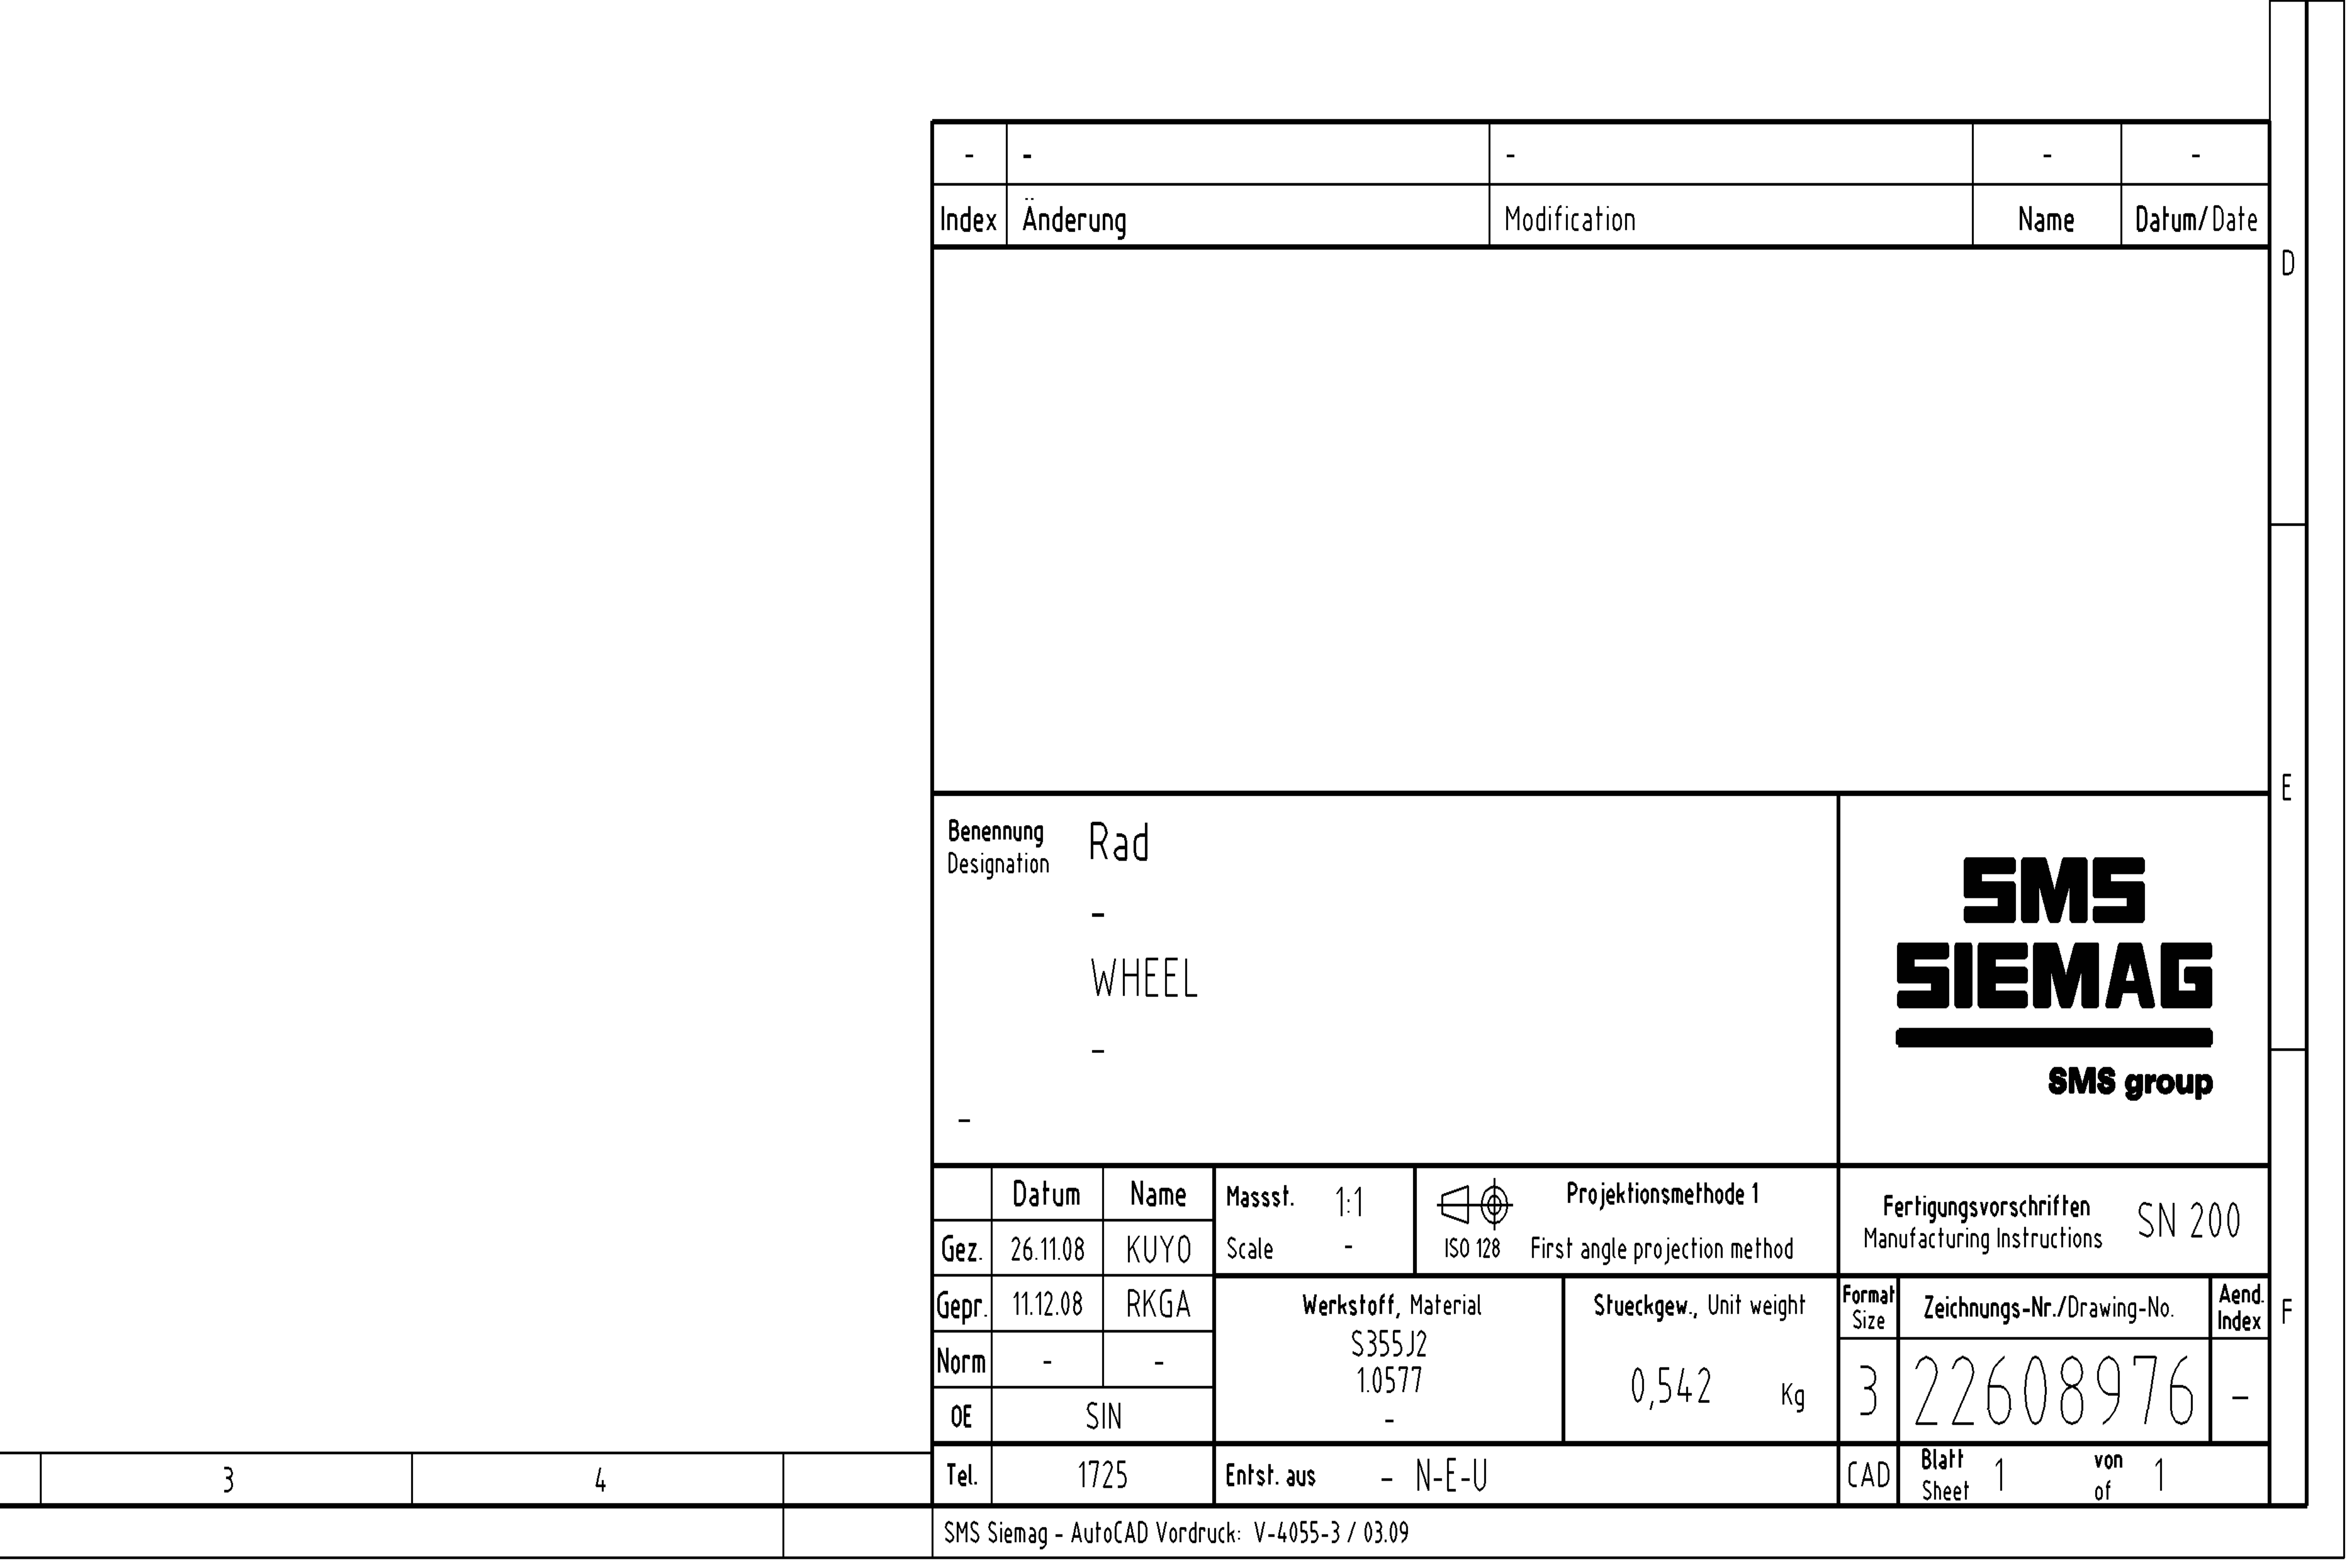 - - - - -
Index Änderung Modification Name Datum/Date
D
E
Benennung Rad
Designation
-
WHEEL
-
-
SMS
SIEMAG
SMS group
Datum Name Massst. 1:1 Projektionsmethode 1
Fertigungsvorschriften SN 200
Manufacturing Instructions
Gez. 26.11.08 KUYO Scale - ISO 128 First angle projection method
Gepr. 11.12.08 RKGA Werkstoff, Material Stueckgew., Unit weight Format Zeichnungs-Nr./Drawing-No. Aend. F
Size Index
S355J2
Norm - - 1.0577 0,542 Kg 3 22608976 -
OE SIN -
3 4 Tel. 1725 Entst. aus - N-E-U CAD Blatt 1 von 1
Sheet of
SMS Siemag - AutoCAD Vordruck: V-4055-3 / 03.09